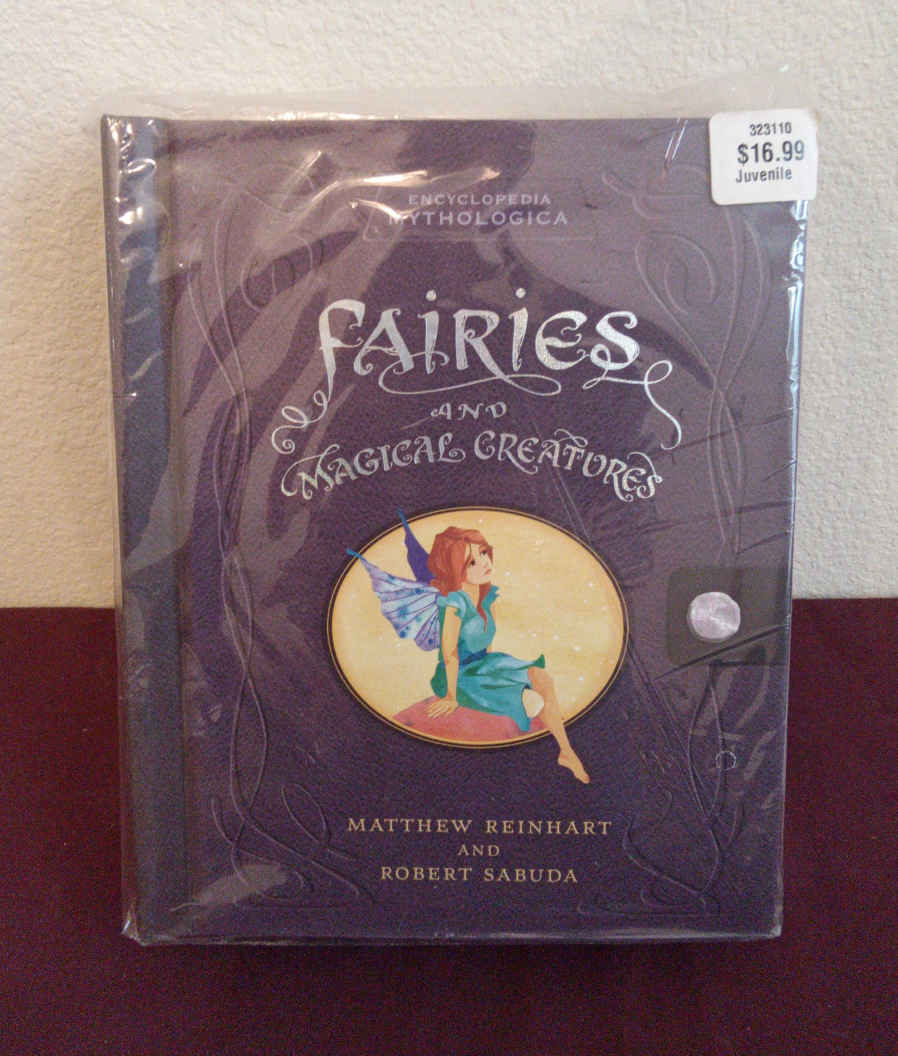 323110
$16.99
Juvenile
ENCYCLOPEDIA
MYTHOLOGICA
FAIRIES
AND
MAGICAL CREATURES
MATTHEW REINHART
AND
ROBERT SABUDA